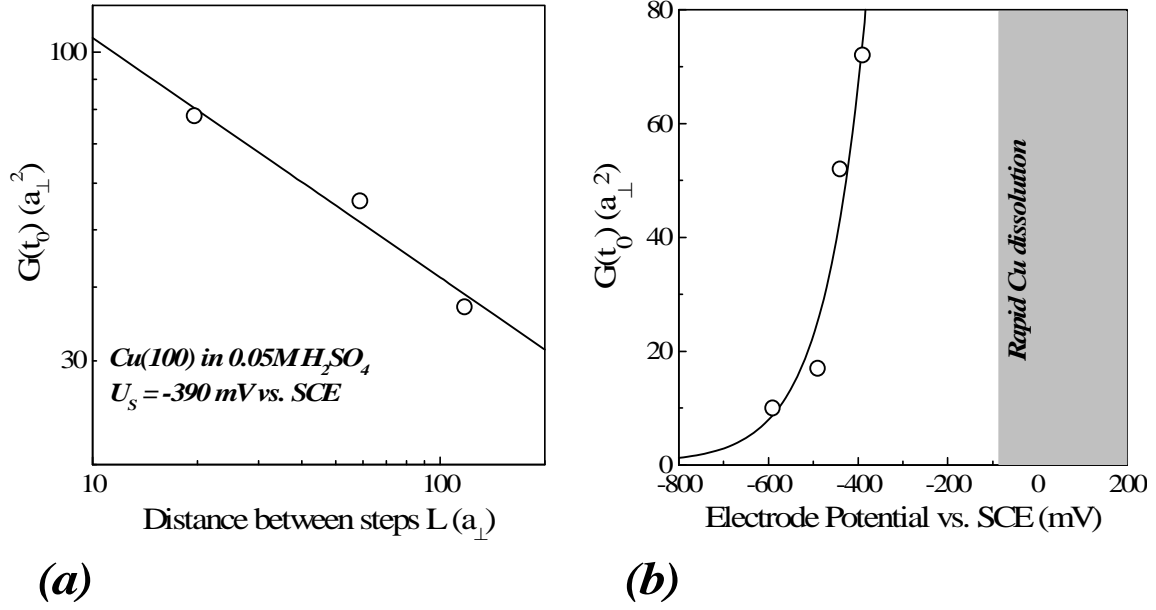 100
30
10
100
G(t₀) (a⊥²)
Cu(100) in 0.05M H₂SO₄
U_S = -390 mV vs. SCE
Distance between steps L (a⊥)
(a)
80
60
40
20
0
-800
-600
-400
-200
0
200
G(t₀) (a⊥²)
Rapid Cu dissolution
Electrode Potential vs. SCE (mV)
(b)